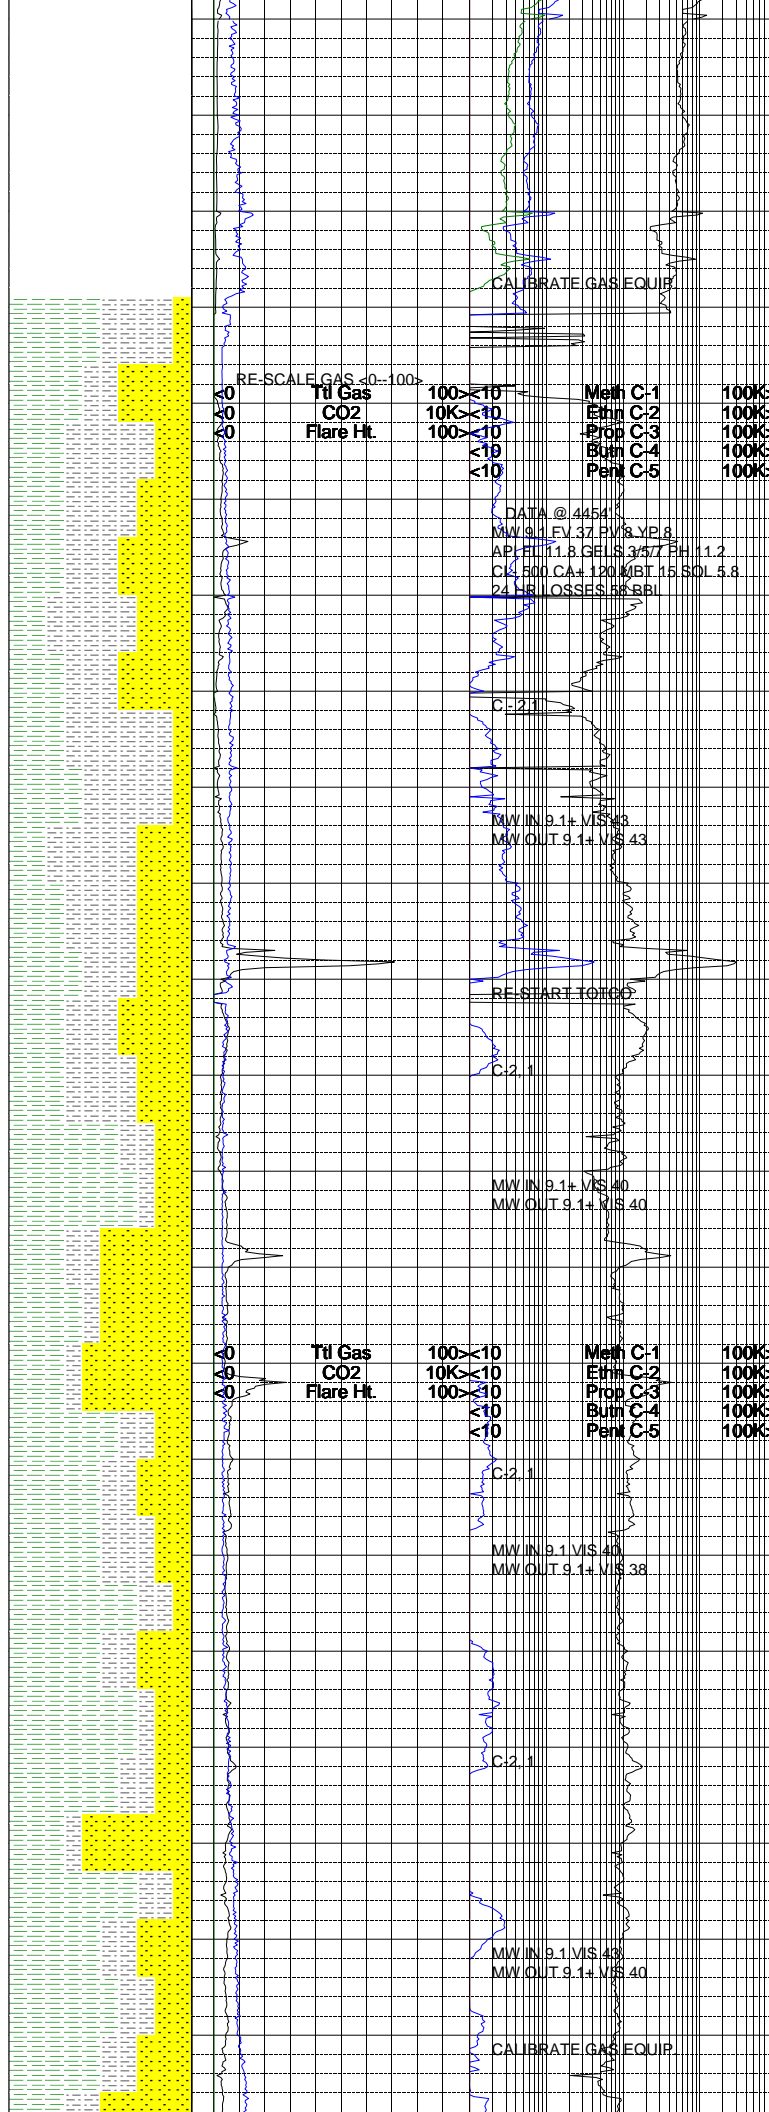 CALIBRATE GAS EQUIP
RE-SCALE GAS <0--100>
<0 Ttl Gas 100><10 Meth C-1 100K>
<0 CO2 10K><10 Ethn C-2 100K>
<0 Flare Ht. 100><10 Prop C-3 100K>
<10 Butn C-4 100K>
<10 Pent C-5 100K>
DATA @ 4454'
MW 9.1 FV 37 PV 8 YP 8
API FL 11.8 GELS 3/5/7 PH 11.2
CL- 500 CA+ 120 MBT 15 SOL 5.8
24 HR LOSSES 58 BBL
C - 2,1
MW IN 9.1+ VIS 43
MW OUT 9.1+ VIS 43
RE-START TOTCO
C-2, 1
MW IN 9.1+ VIS 40
MW OUT 9.1+ VIS 40
<0 Ttl Gas 100><10 Meth C-1 100K>
<0 CO2 10K><10 Ethn C-2 100K>
<0 Flare Ht. 100><10 Prop C-3 100K>
<10 Butn C-4 100K>
<10 Pent C-5 100K>
C-2, 1
MW IN 9.1 VIS 40
MW OUT 9.1+ VIS 38
C-2, 1
MW IN 9.1 VIS 43
MW OUT 9.1+ VIS 40
CALIBRATE GAS EQUIP